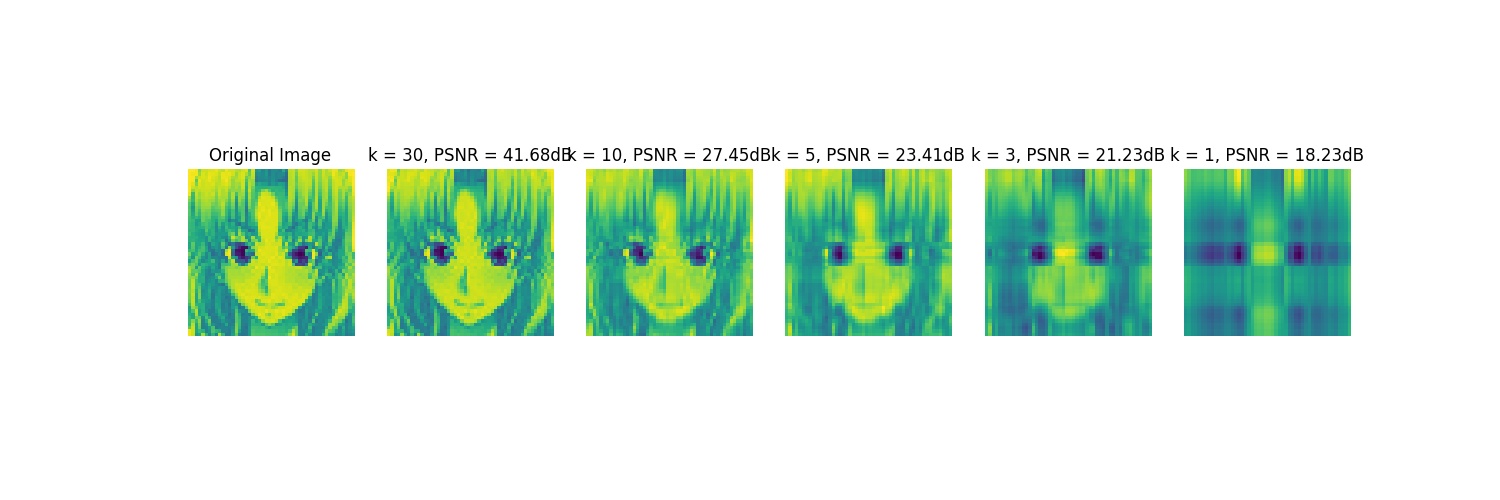 Original Image
k = 30, PSNR = 41.68dB
k = 10, PSNR = 27.45dB
k = 5, PSNR = 23.41dB
k = 3, PSNR = 21.23dB
k = 1, PSNR = 18.23dB